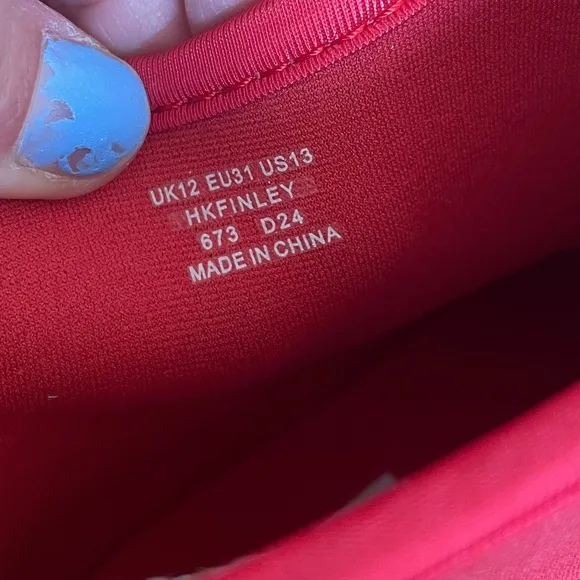 UK12 EU31 US13
HKFINLEY
673 D24
MADE IN CHINA